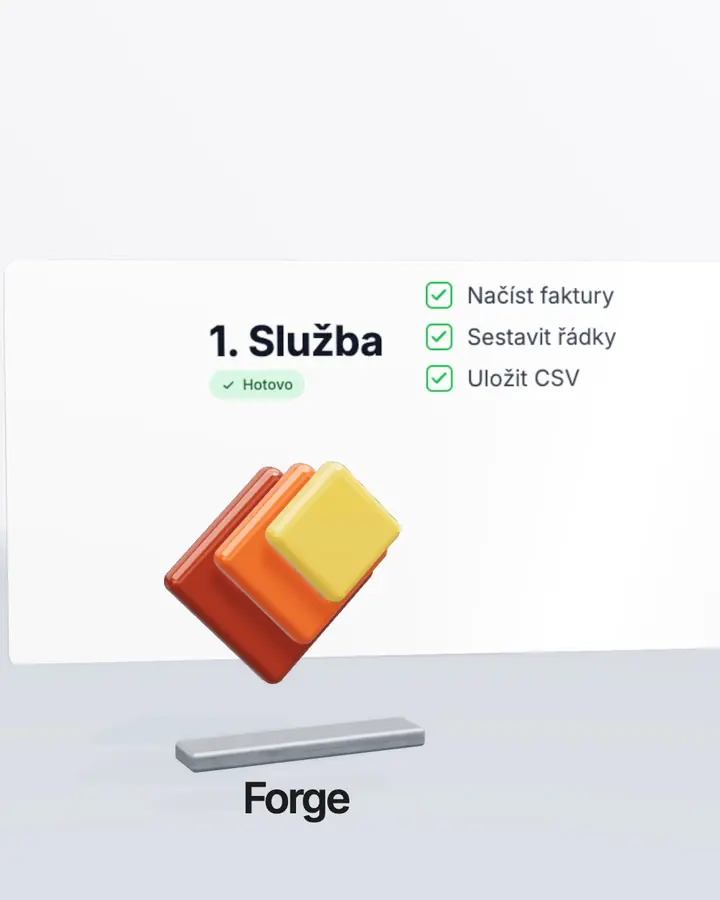 1. Služba
Hotovo
Načíst faktury
Sestavit řádky
Uložit CSV
Forge